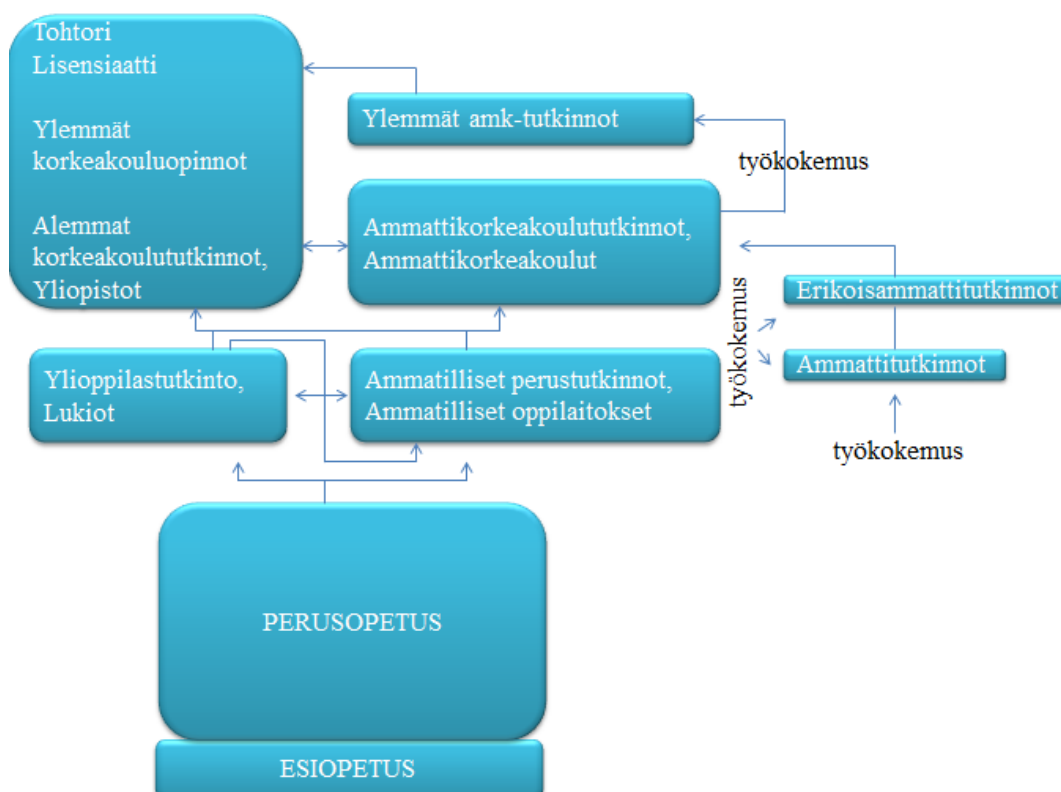 Tohtori
Lisensiaatti
Ylemmät
korkeakouluopinnot
Alemmat
korkeakoulututkinnot,
Yliopistot
Ylemmät amk-tutkinnot
työkokemus
Ammattikorkeakoulututkinnot,
Ammattikorkeakoulut
työkokemus
Erikoisammattitutkinnot
Ammattitutkinnot
työkokemus
Ylioppilastutkinto,
Lukiot
Ammatilliset perustutkinnot,
Ammatilliset oppilaitokset
PERUSOPETUS
ESIOPETUS